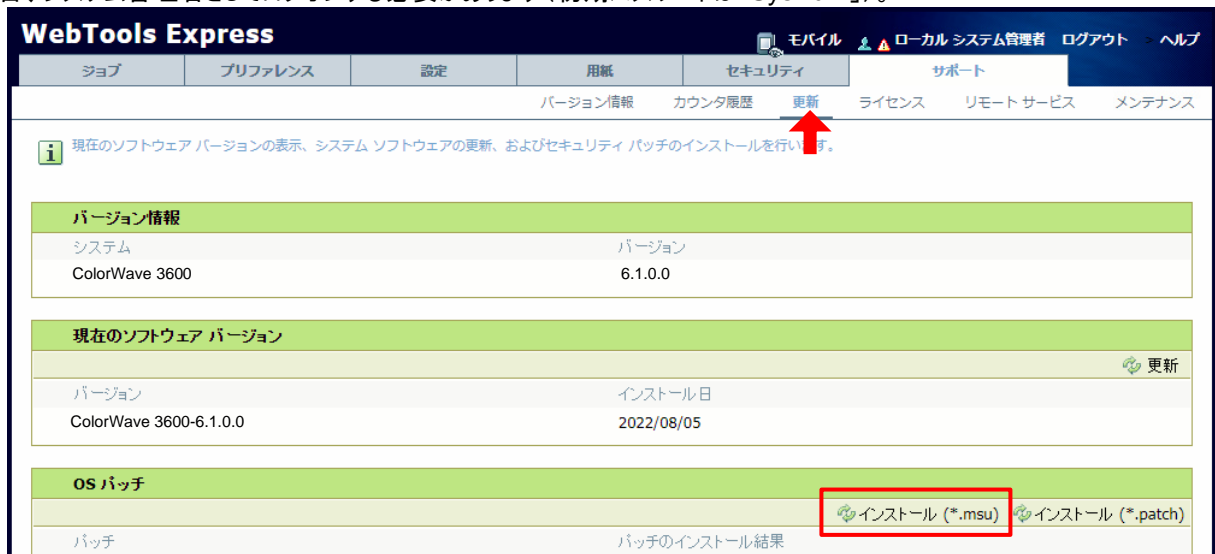 WebTools Express
モバイル ローカル システム管理者 ログアウト ヘルプ
ジョブ プリファレンス 設定 用紙 セキュリティ サポート
バージョン情報 カウンタ履歴 更新 ライセンス リモート サービス メンテナンス
現在のソフトウェア バージョンの表示、システム ソフトウェアの更新、およびセキュリティ パッチのインストールを行います。
バージョン情報
システム バージョン
ColorWave 3600 6.1.0.0
現在のソフトウェア バージョン
更新
バージョン インストール日
ColorWave 3600-6.1.0.0 2022/08/05
OS パッチ
インストール (*.msu) インストール (*.patch)
パッチ パッチのインストール結果